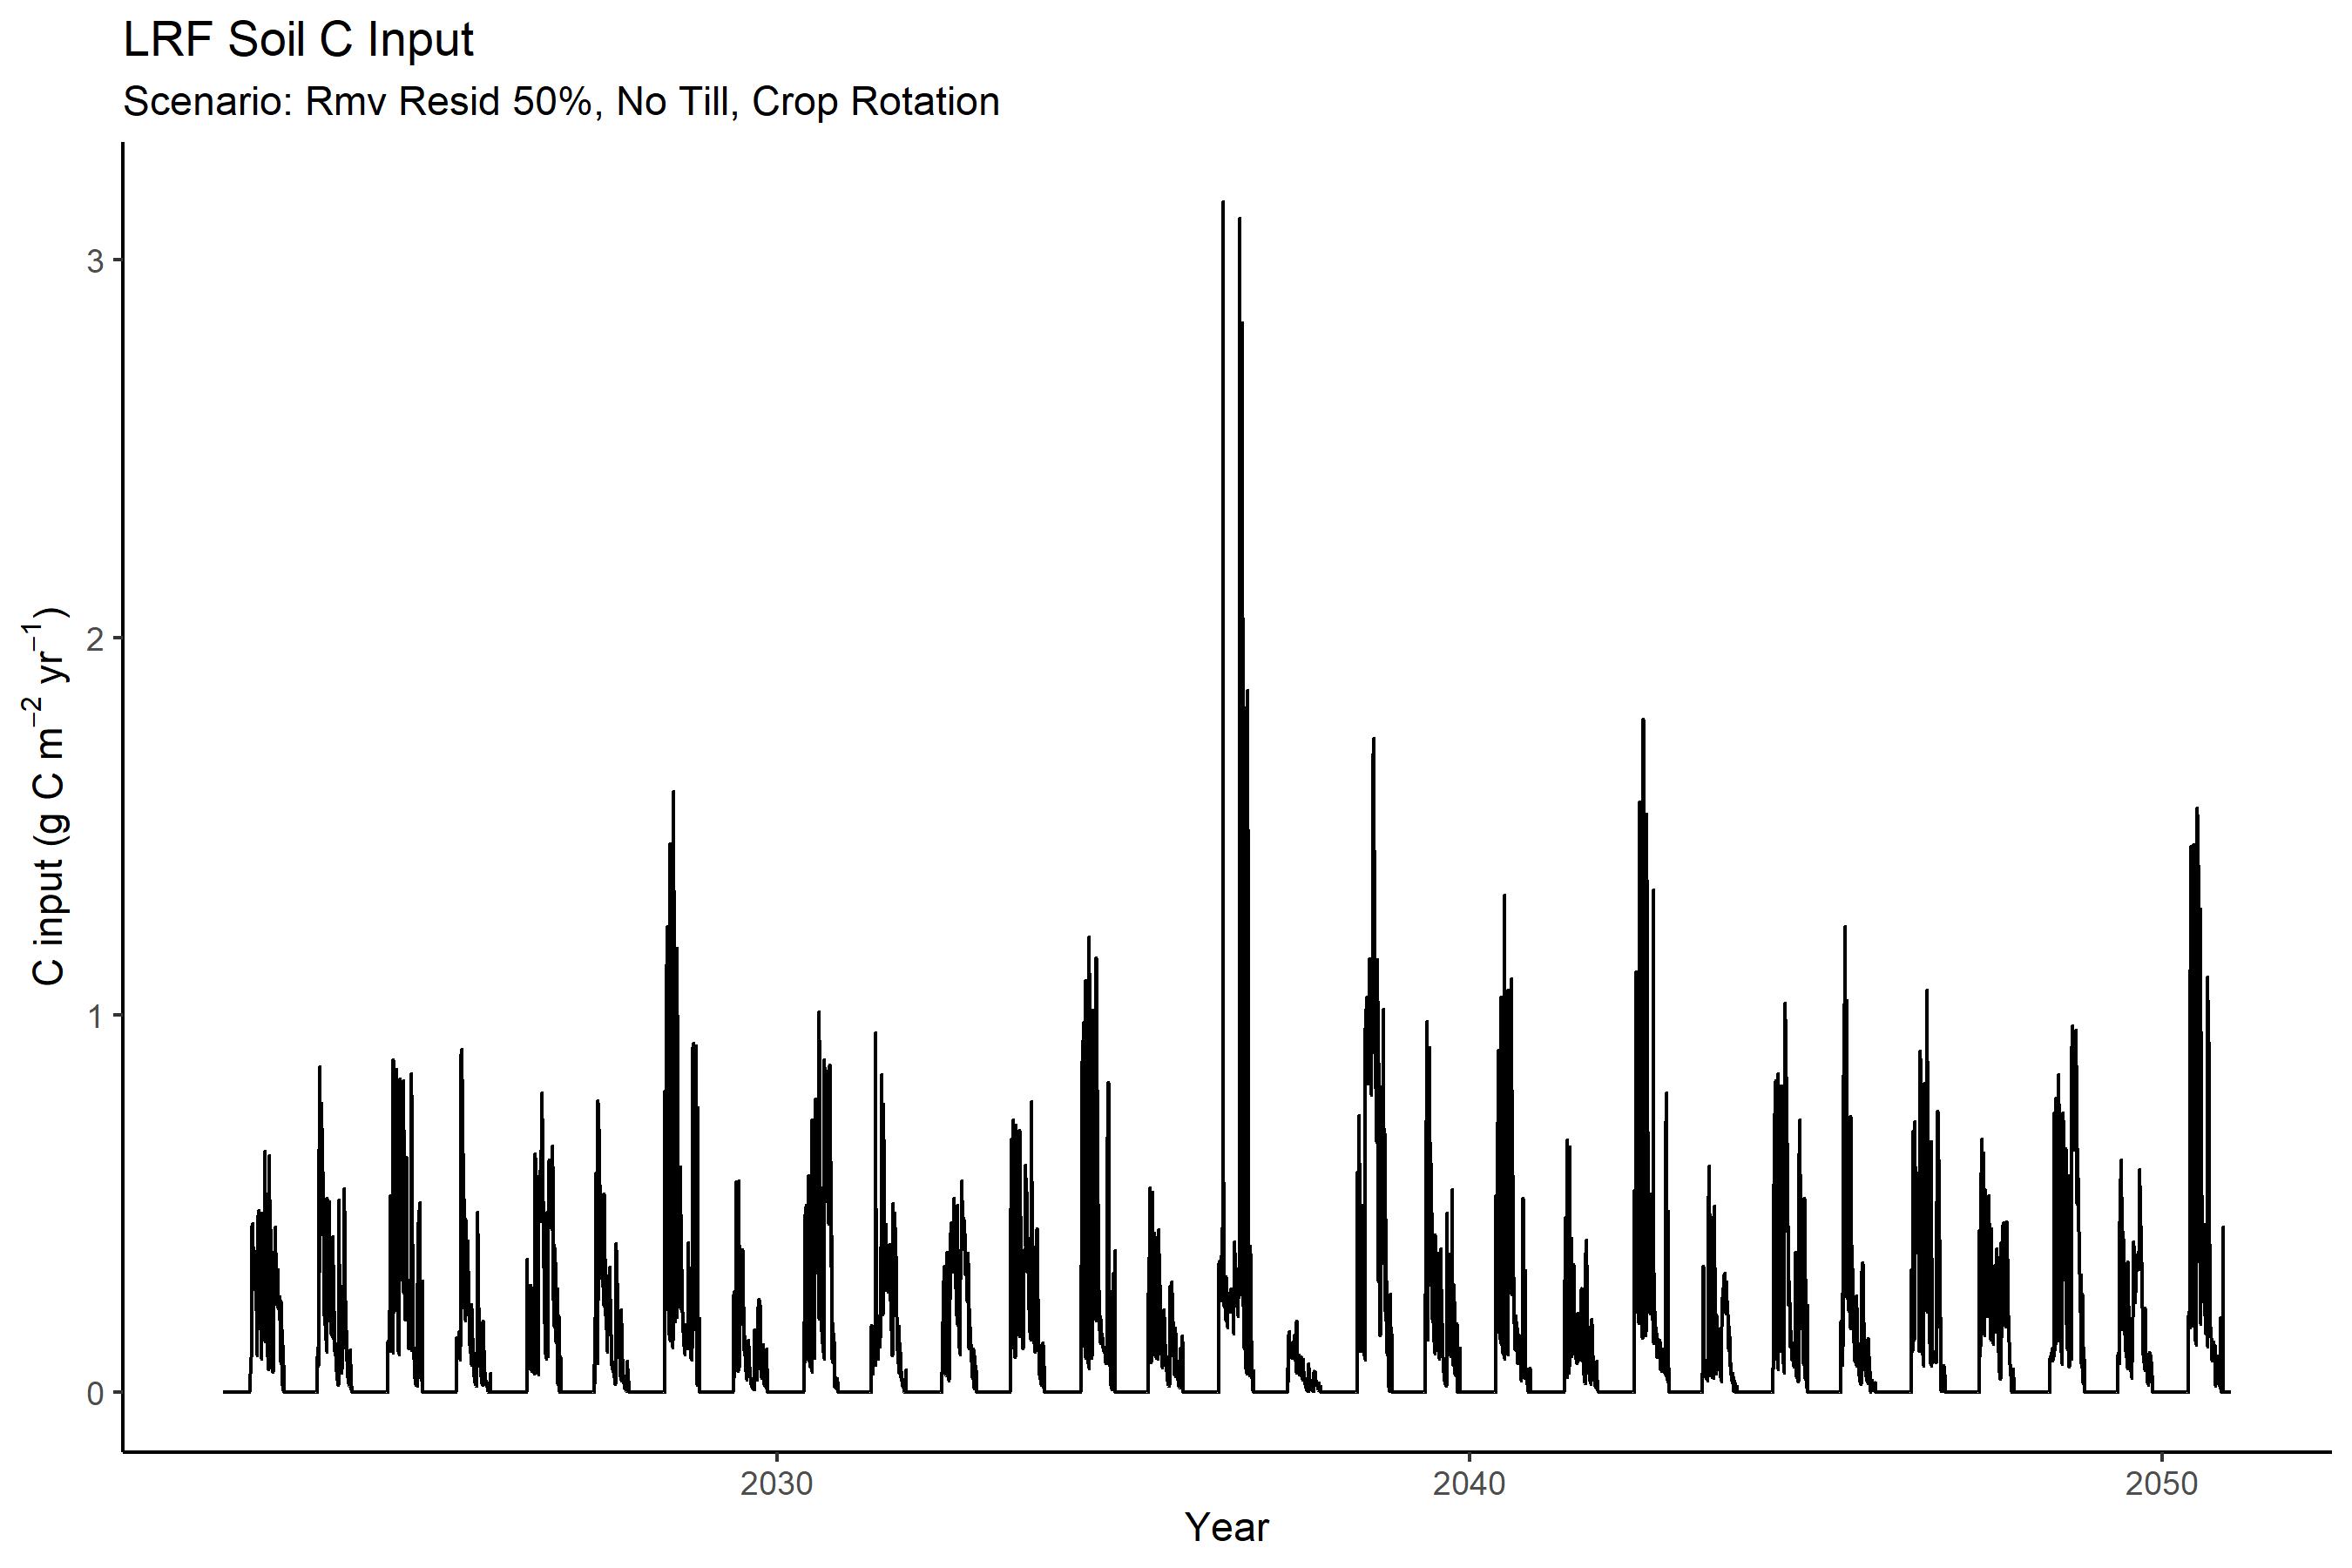 LRF Soil C Input
Scenario: Rmv Resid 50%, No Till, Crop Rotation
C input (g C m⁻² yr⁻¹)
3
2
1
0
2030
2040
2050
Year